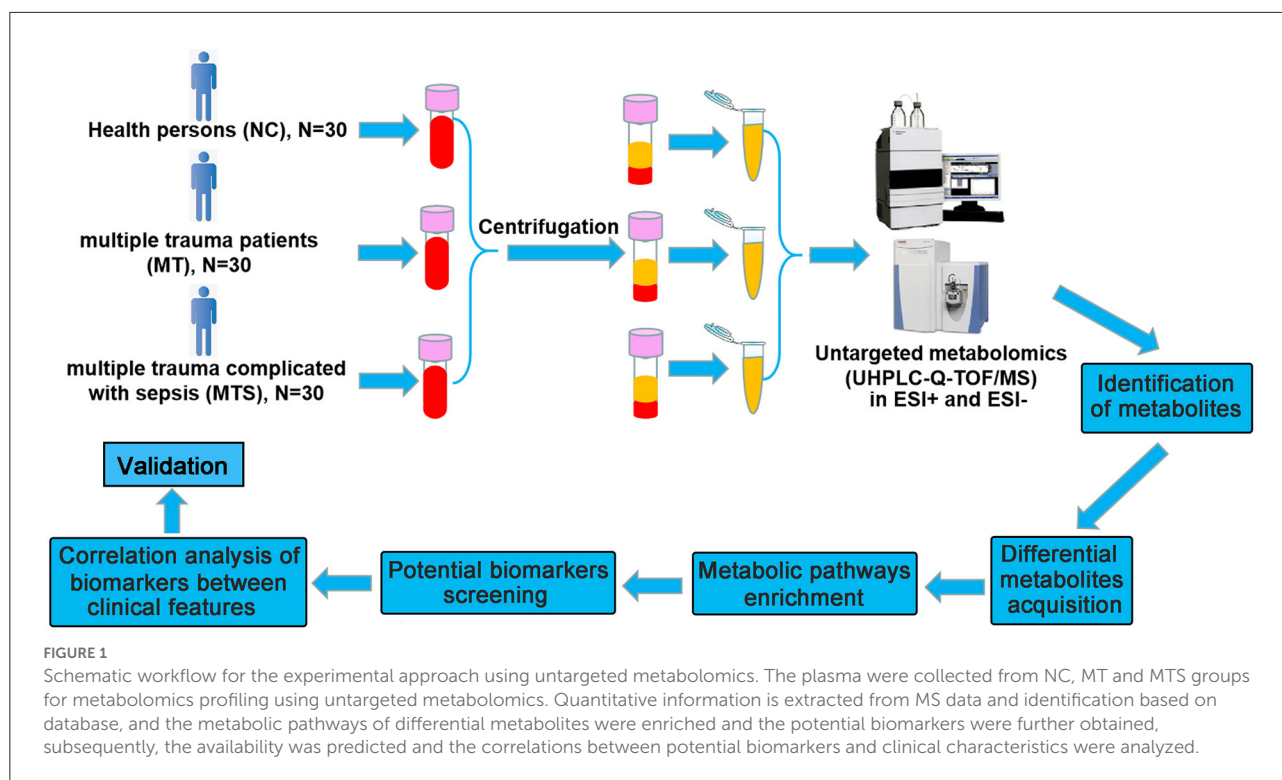 Health persons (NC), N=30
multiple trauma patients
(MT), N=30
multiple trauma complicated
with sepsis (MTS), N=30
Centrifugation
Untargeted metabolomics
(UHPLC-Q-TOF/MS)
in ESI+ and ESI-
Identification
of metabolites
Differential
metabolites
acquisition
Metabolic pathways
enrichment
Potential biomarkers
screening
Correlation analysis of
biomarkers between
clinical features
Validation
FIGURE 1
Schematic workflow for the experimental approach using untargeted metabolomics. The plasma were collected from NC, MT and MTS groups
for metabolomics profiling using untargeted metabolomics. Quantitative information is extracted from MS data and identification based on
database, and the metabolic pathways of differential metabolites were enriched and the potential biomarkers were further obtained,
subsequently, the availability was predicted and the correlations between potential biomarkers and clinical characteristics were analyzed.